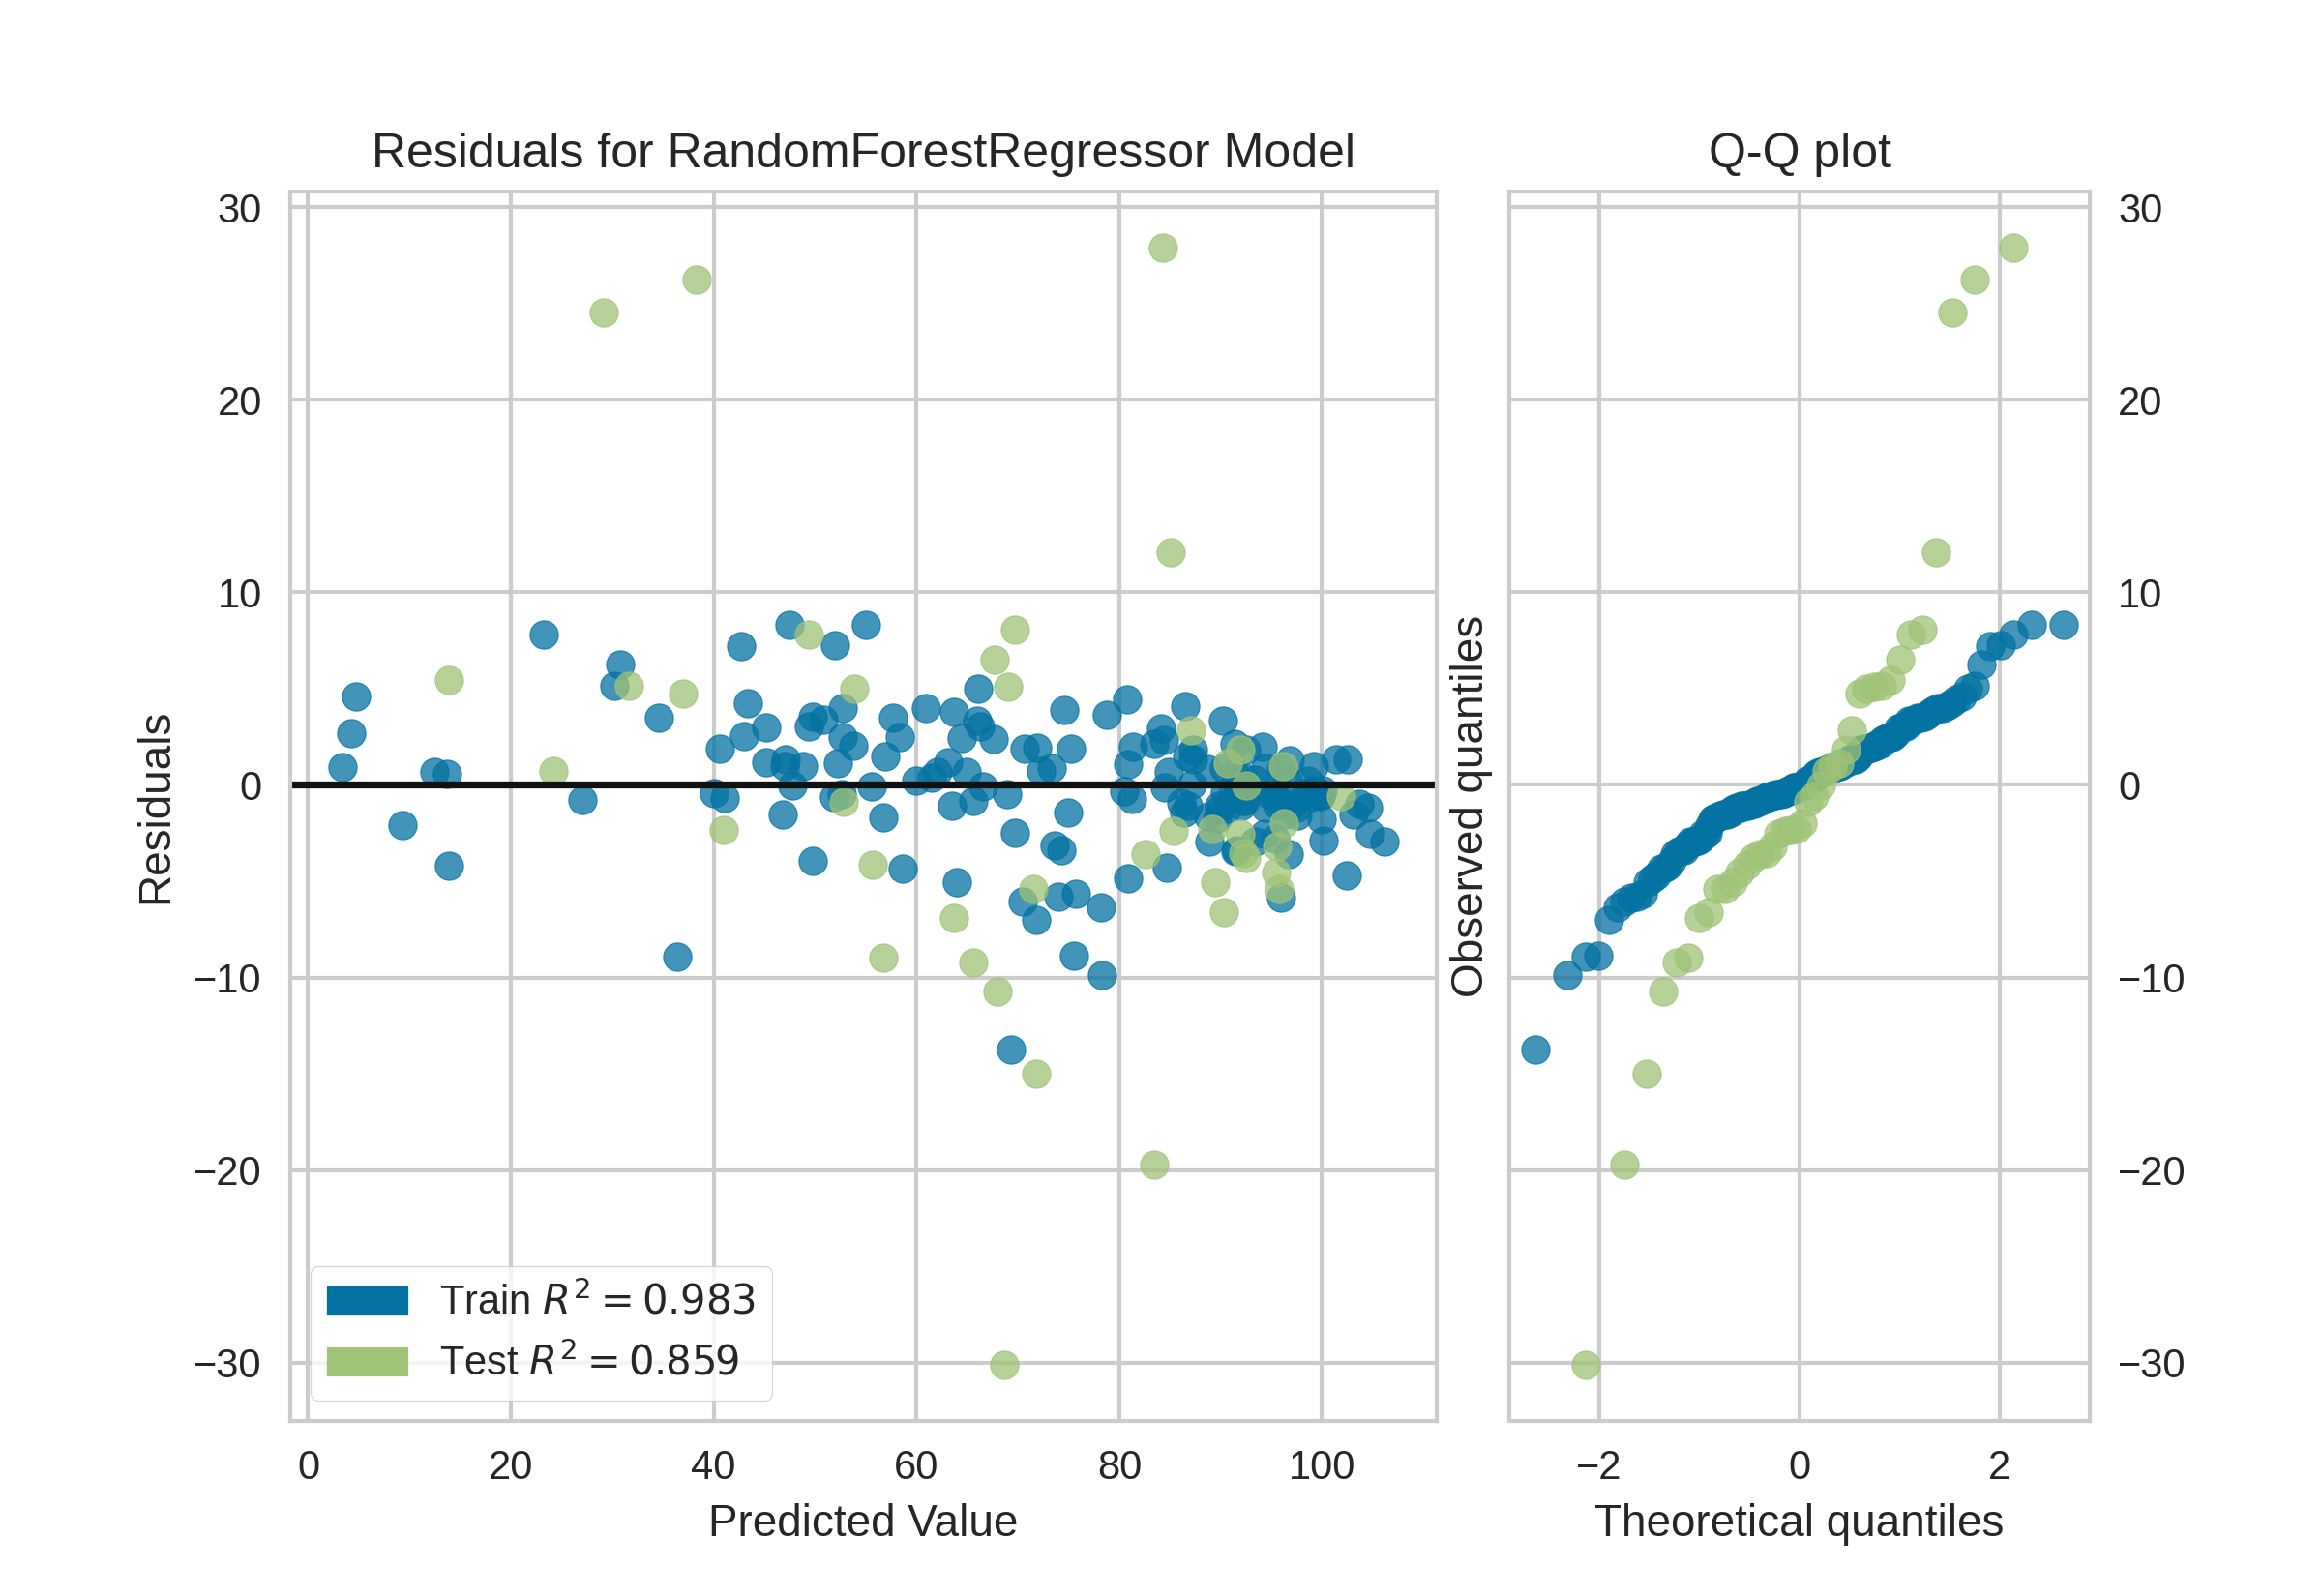 Residuals for RandomForestRegressor Model
Q-Q plot
30
20
10
0
−10
−20
−30
Residuals
Train R² = 0.983
Test R² = 0.859
0 20 40 60 80 100
Predicted Value
Observed quantiles
30
20
10
0
−10
−20
−30
−2 0 2
Theoretical quantiles